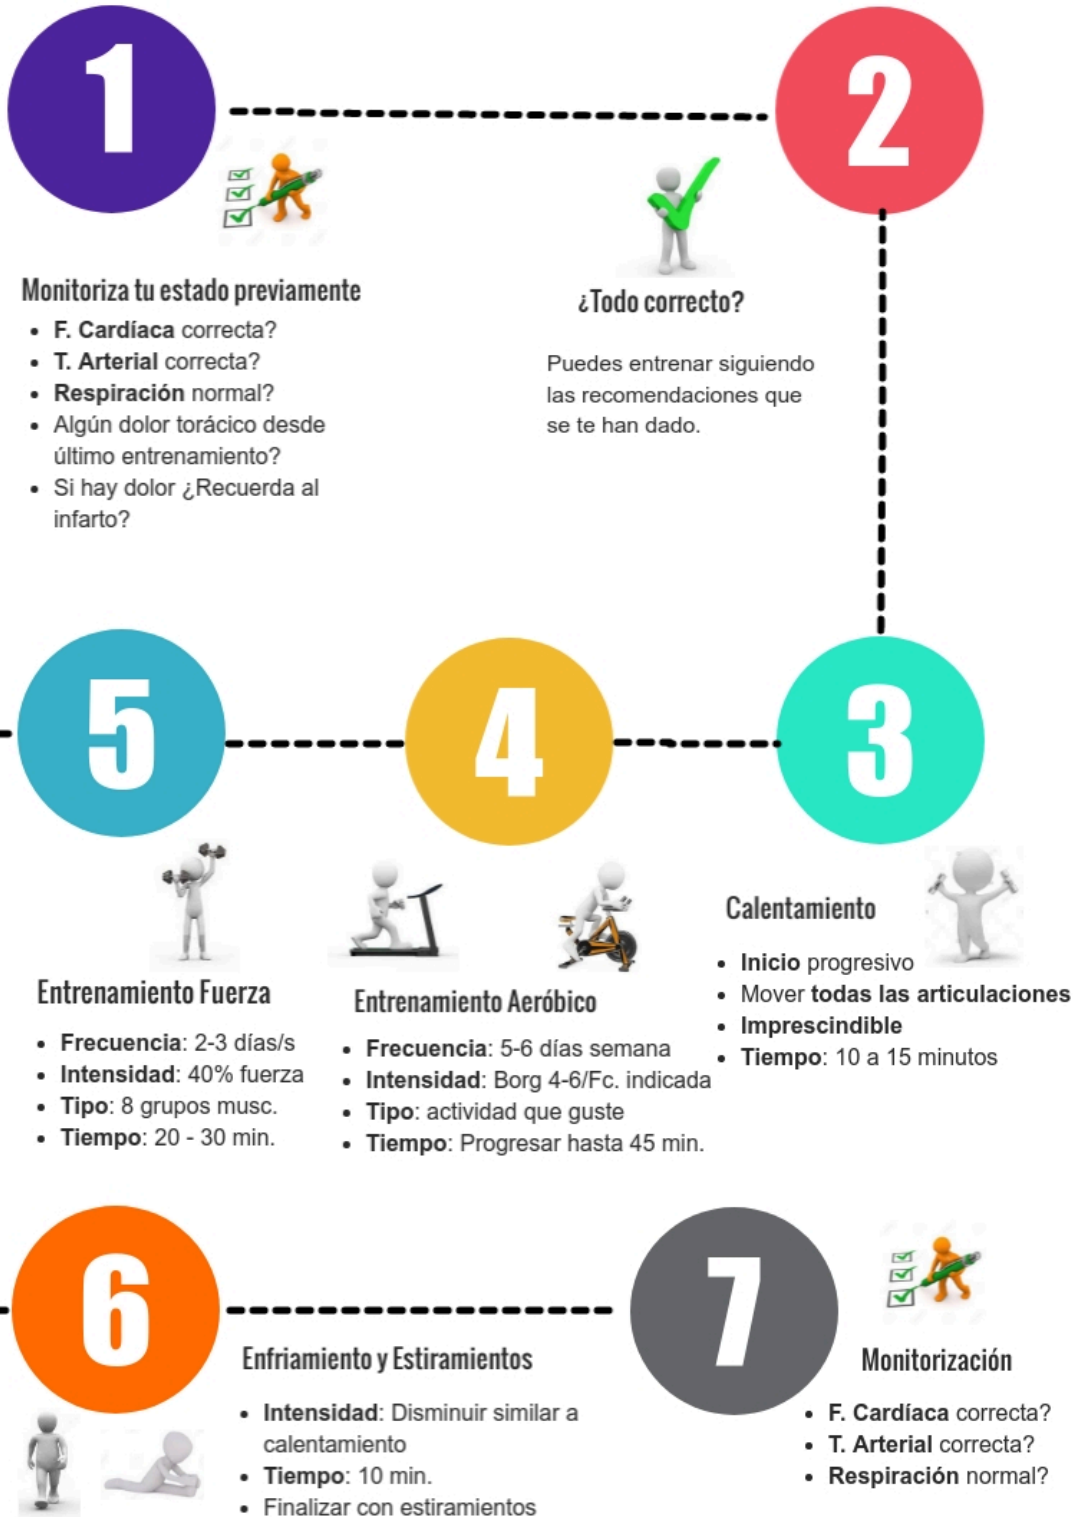 1
2
Monitoriza tu estado previamente
• F. Cardíaca correcta?
• T. Arterial correcta?
• Respiración normal?
• Algún dolor torácico desde
último entrenamiento?
• Si hay dolor ¿Recuerda al
infarto?
¿Todo correcto?
Puedes entrenar siguiendo
las recomendaciones que
se te han dado.
3
Calentamiento
• Inicio progresivo
• Mover todas las articulaciones
• Imprescindible
• Tiempo: 10 a 15 minutos
4
Entrenamiento Aeróbico
• Frecuencia: 5-6 días semana
• Intensidad: Borg 4-6/Fc. indicada
• Tipo: actividad que guste
• Tiempo: Progresar hasta 45 min.
5
Entrenamiento Fuerza
• Frecuencia: 2-3 días/s
• Intensidad: 40% fuerza
• Tipo: 8 grupos musc.
• Tiempo: 20 - 30 min.
6
Enfriamiento y Estiramientos
• Intensidad: Disminuir similar a
calentamiento
• Tiempo: 10 min.
• Finalizar con estiramientos
7
Monitorización
• F. Cardíaca correcta?
• T. Arterial correcta?
• Respiración normal?